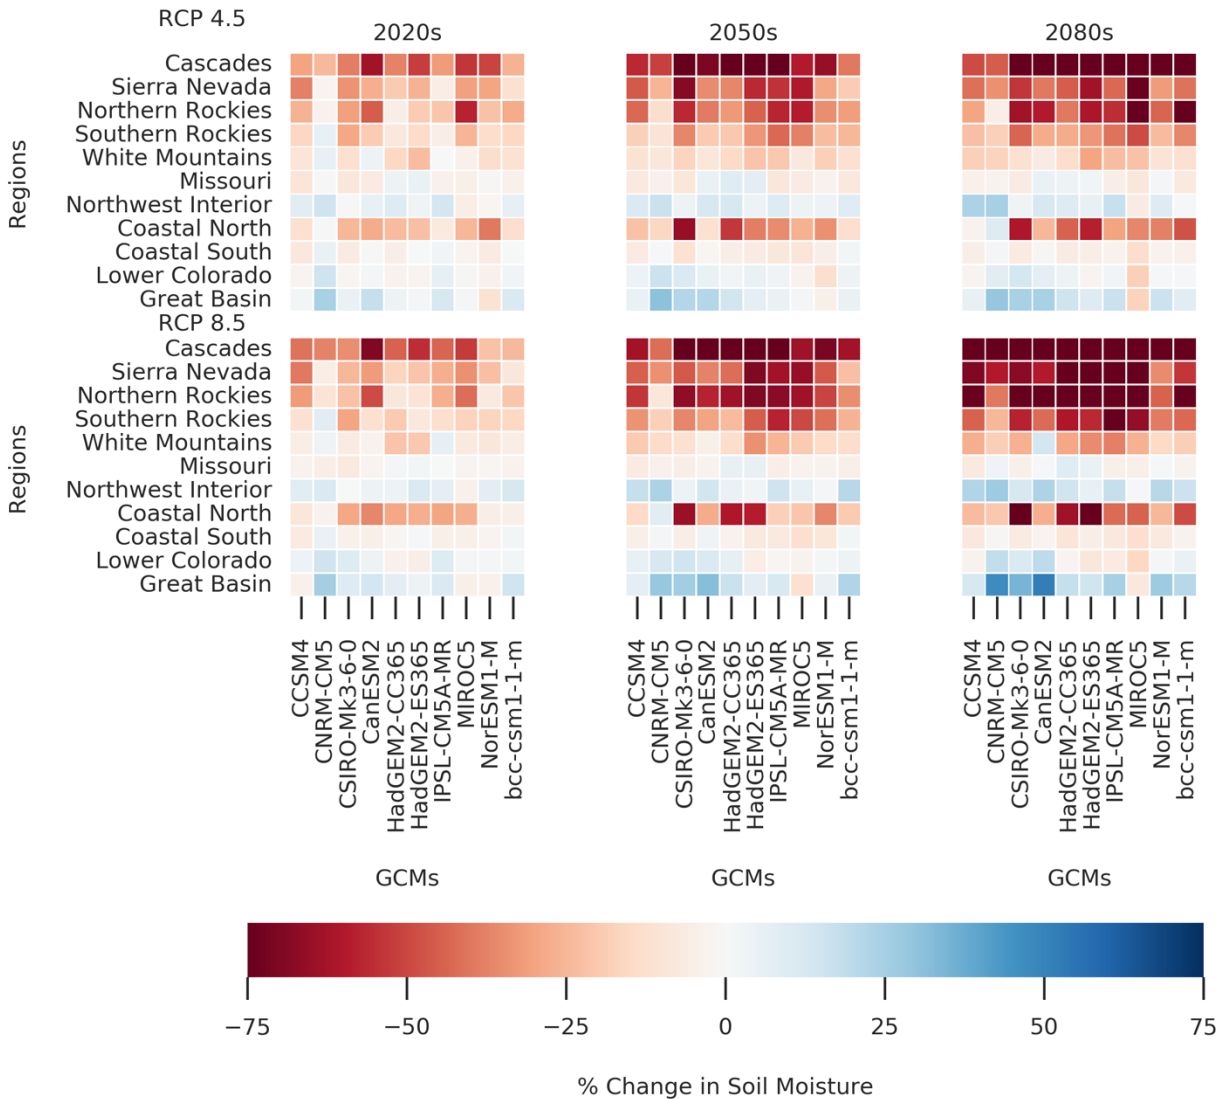 RCP 4.5
2020s 2050s 2080s
Regions
Cascades
Sierra Nevada
Northern Rockies
Southern Rockies
White Mountains
Missouri
Northwest Interior
Coastal North
Coastal South
Lower Colorado
Great Basin
RCP 8.5
Regions
Cascades
Sierra Nevada
Northern Rockies
Southern Rockies
White Mountains
Missouri
Northwest Interior
Coastal North
Coastal South
Lower Colorado
Great Basin
CCSM4
CNRM-CM5
CSIRO-Mk3-6-0
CanESM2
HadGEM2-CC365
HadGEM2-ES365
IPSL-CM5A-MR
MIROC5
NorESM1-M
bcc-csm1-1-m
CCSM4
CNRM-CM5
CSIRO-Mk3-6-0
CanESM2
HadGEM2-CC365
HadGEM2-ES365
IPSL-CM5A-MR
MIROC5
NorESM1-M
bcc-csm1-1-m
CCSM4
CNRM-CM5
CSIRO-Mk3-6-0
CanESM2
HadGEM2-CC365
HadGEM2-ES365
IPSL-CM5A-MR
MIROC5
NorESM1-M
bcc-csm1-1-m
GCMs GCMs GCMs
−75 −50 −25 0 25 50 75
% Change in Soil Moisture